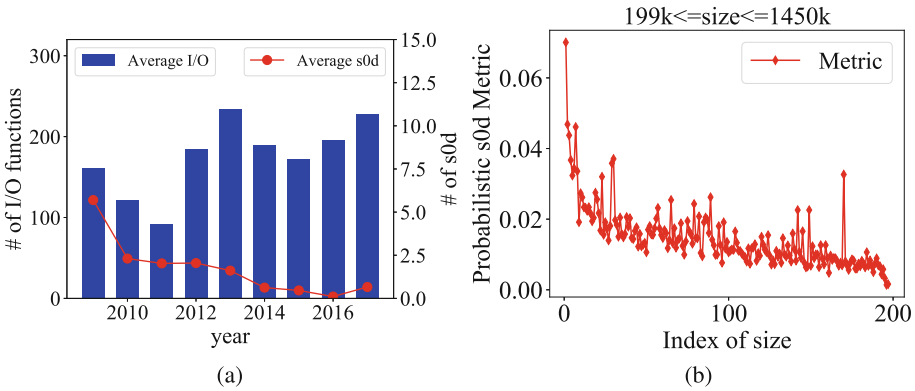 300
200
100
0
# of I/O functions
Average I/O
Average s0d
15.0
12.5
10.0
7.5
5.0
2.5
0.0
# of s0d
2010 2012 2014 2016
year
(a)
199k<=size<=1450k
Metric
0.06
0.04
0.02
0.00
Probabilistic s0d Metric
0 100 200
Index of size
(b)